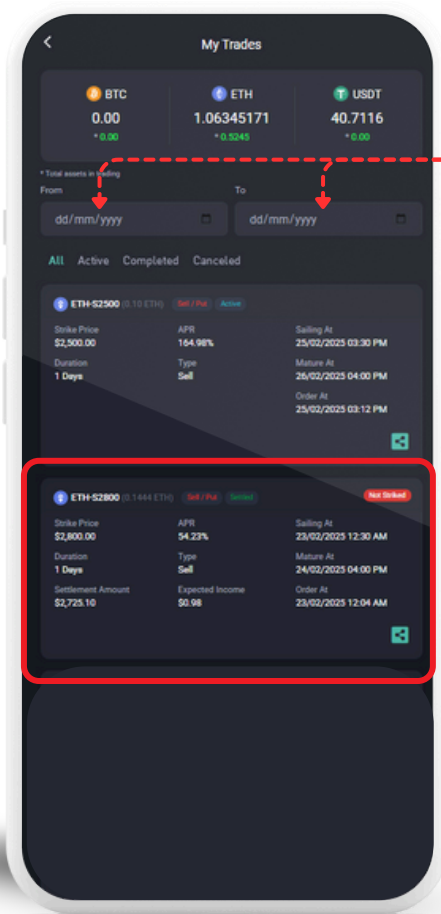 My Trades
BTC ETH USDT
0.00 1.06345171 40.7116
* 0.00 * 0.5245 * 0.00
* Total assets in trading
From To
dd/mm/yyyy dd/mm/yyyy
All Active Completed Canceled
ETH-S2500 (0.10 ETH) Sell / Put Active
Strike Price APR Sailing At
$2,500.00 164.98%25/02/2025 03:30 PM
Duration Type Mature At
1 Days Sell 26/02/2025 04:00 PM
Order At
25/02/2025 03:12 PM
ETH-S2800 (0.1444 ETH) Sell / Put Settled Not Striked
Strike Price APR Sailing At
$2,800.00 54.23% 23/02/2025 12:30 AM
Duration Type Mature At
1 Days Sell 24/02/2025 04:00 PM
Settlement Amount Expected Income Order At
$2,725.10 $0.98 23/02/2025 12:04 AM